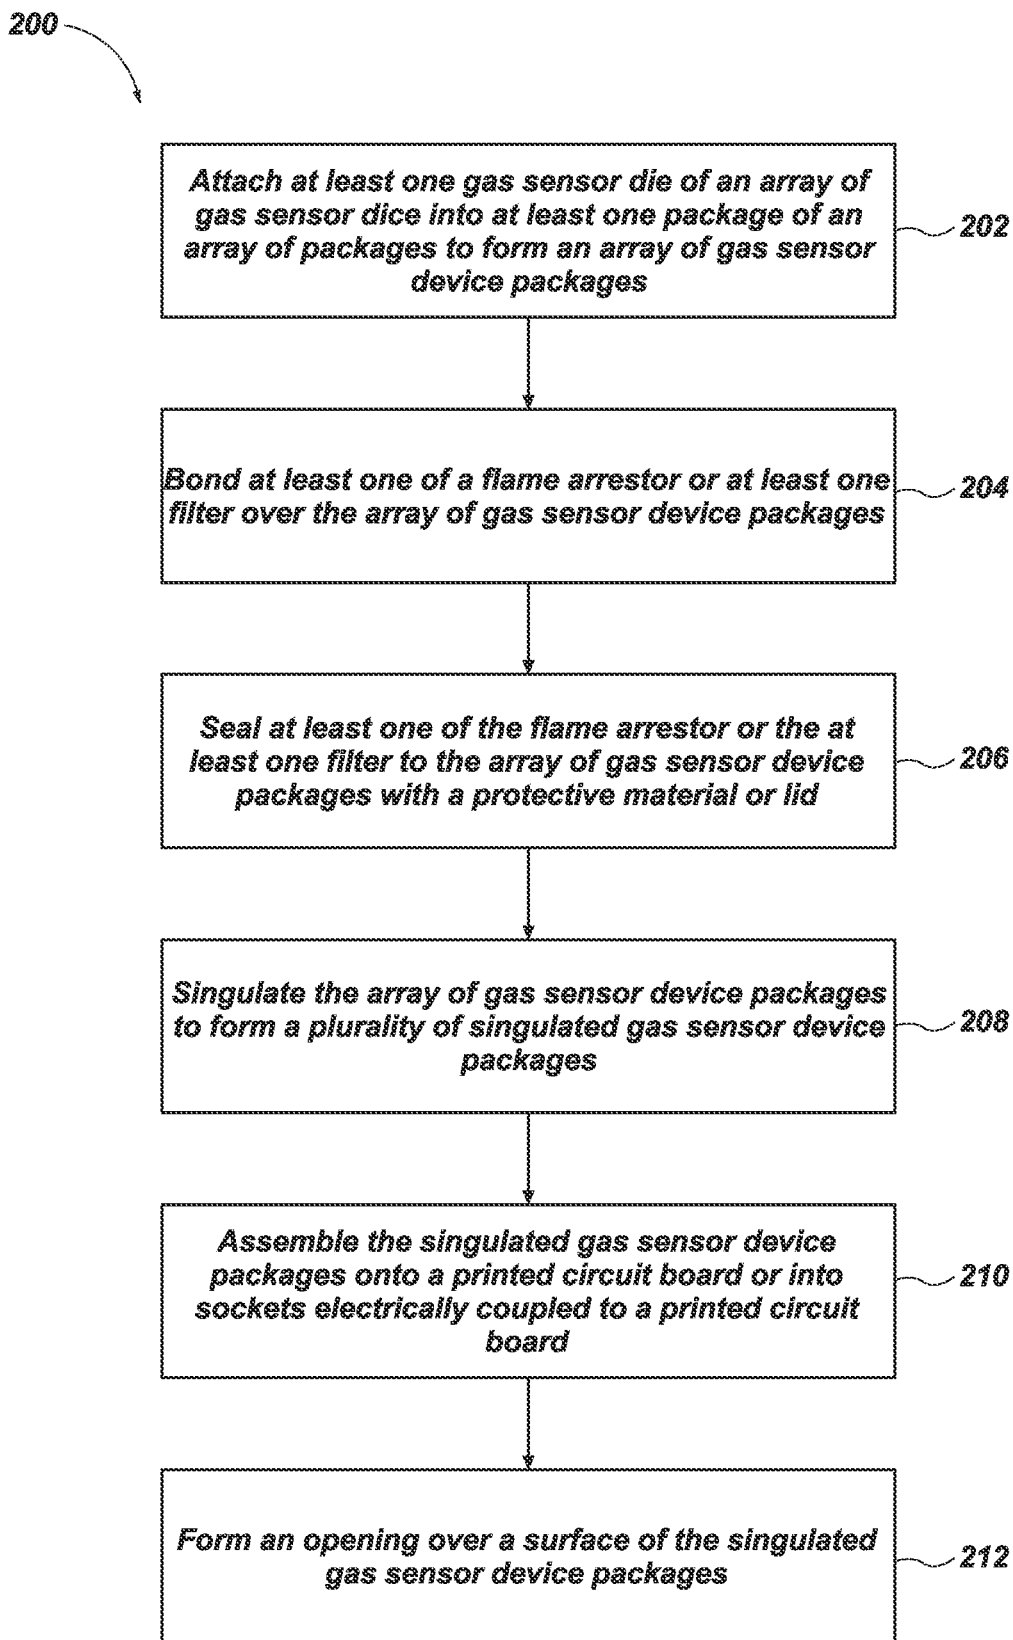 200
Attach at least one gas sensor die of an array of
gas sensor dice into at least one package of an
array of packages to form an array of gas sensor
device packages
202
Bond at least one of a flame arrestor or at least one
filter over the array of gas sensor device packages
204
Seal at least one of the flame arrestor or the at
least one filter to the array of gas sensor device
packages with a protective material or lid
206
Singulate the array of gas sensor device packages
to form a plurality of singulated gas sensor device
packages
208
Assemble the singulated gas sensor device
packages onto a printed circuit board or into
sockets electrically coupled to a printed circuit
board
210
Form an opening over a surface of the singulated
gas sensor device packages
212